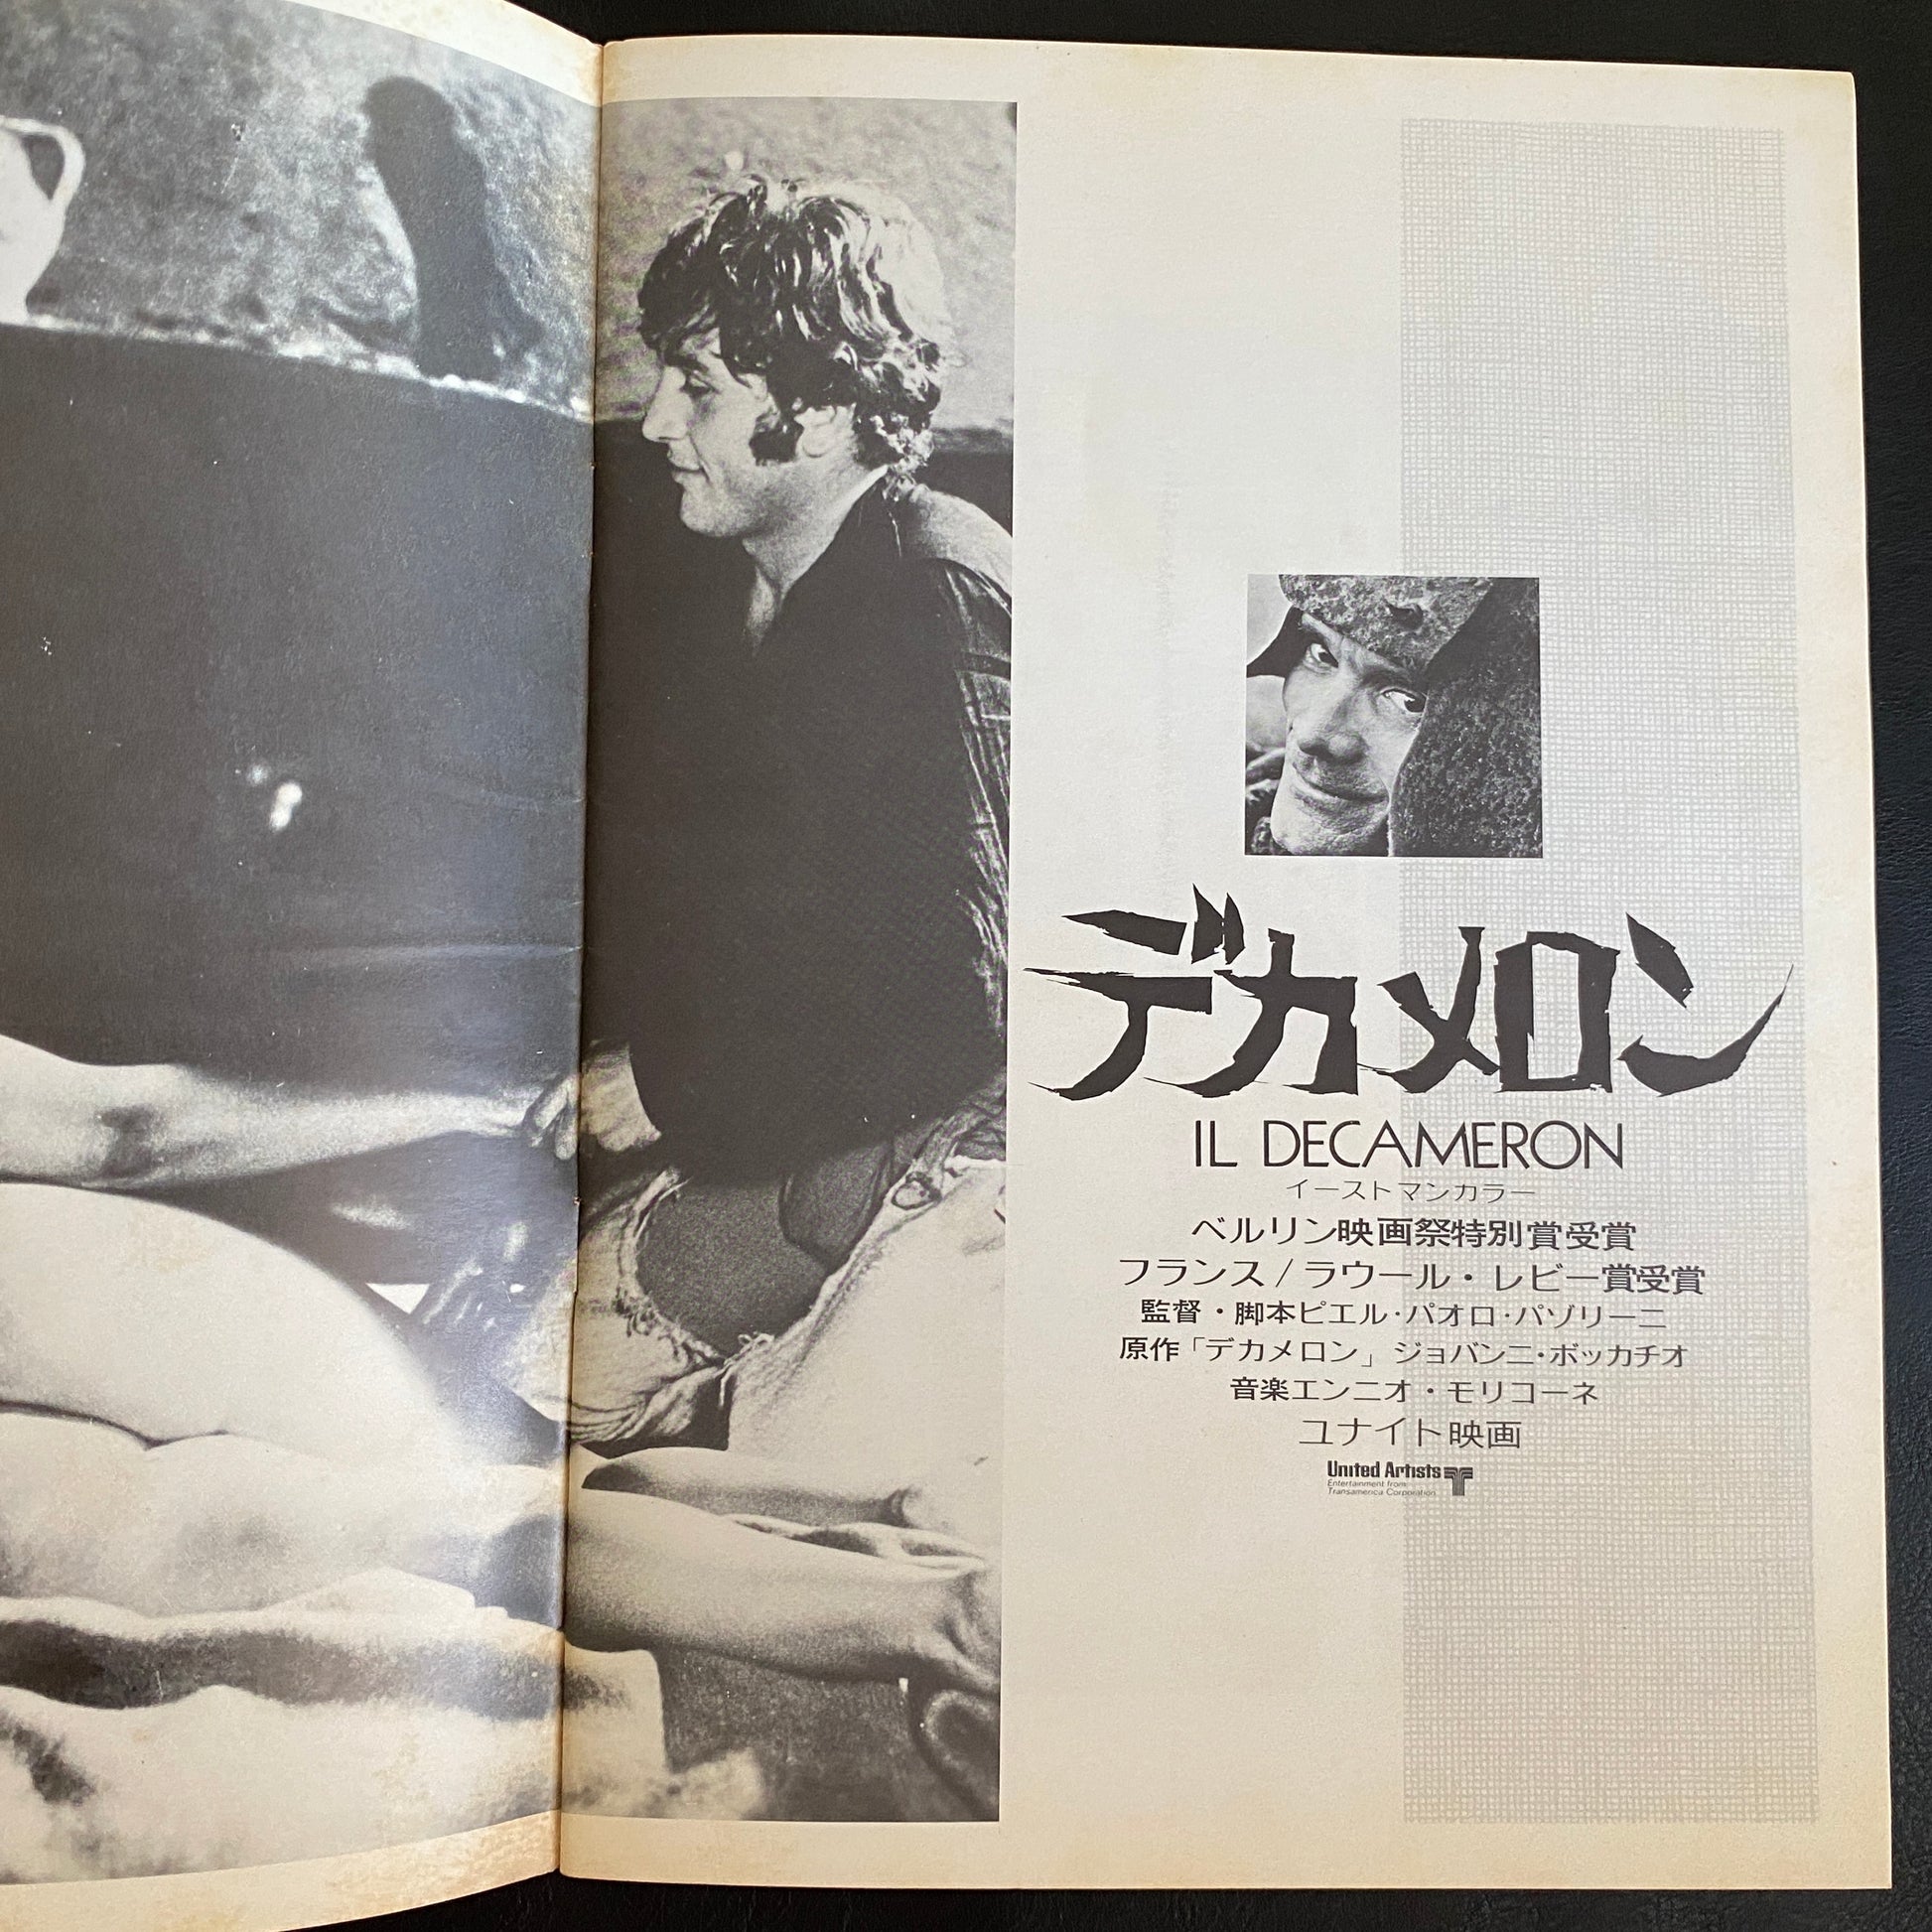 デカメロン
IL DECAMERON
イーストマンカラー
ベルリン映画祭特別賞受賞
フランス/ラウール・レビー賞受賞
監督・脚本ピエル・パオロ・パゾリーニ
原作「デカメロン」ジョバンニ・ボッカチオ
音楽エンニオ・モリコーネ
ユナイト映画
United Artists
Entertainment from
Transamerica Corporation